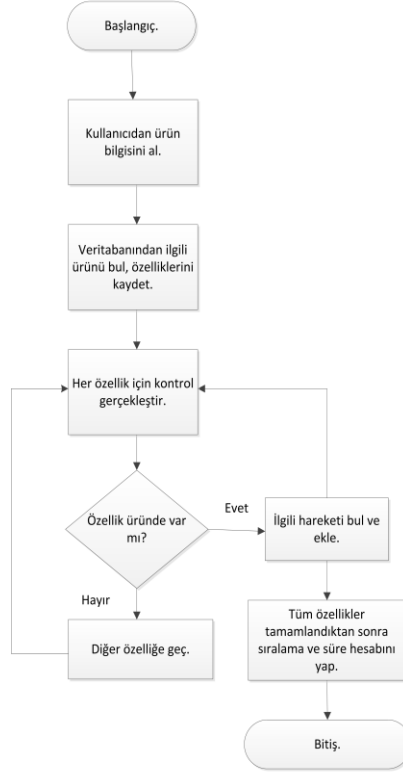 Başlangıç.
Kullanıcıdan ürün
bilgisini al.
Veritabanından ilgili
ürünü bul, özelliklerini
kaydet.
Her özellik için kontrol
gerçekleştir.
Özellik üründe var
mı?
Evet
İlgili hareketi bul ve
ekle.
Hayır
Diğer özelliğe geç.
Tüm özellikler
tamamlandıktan sonra
sıralama ve süre hesabını
yap.
Bitiş.